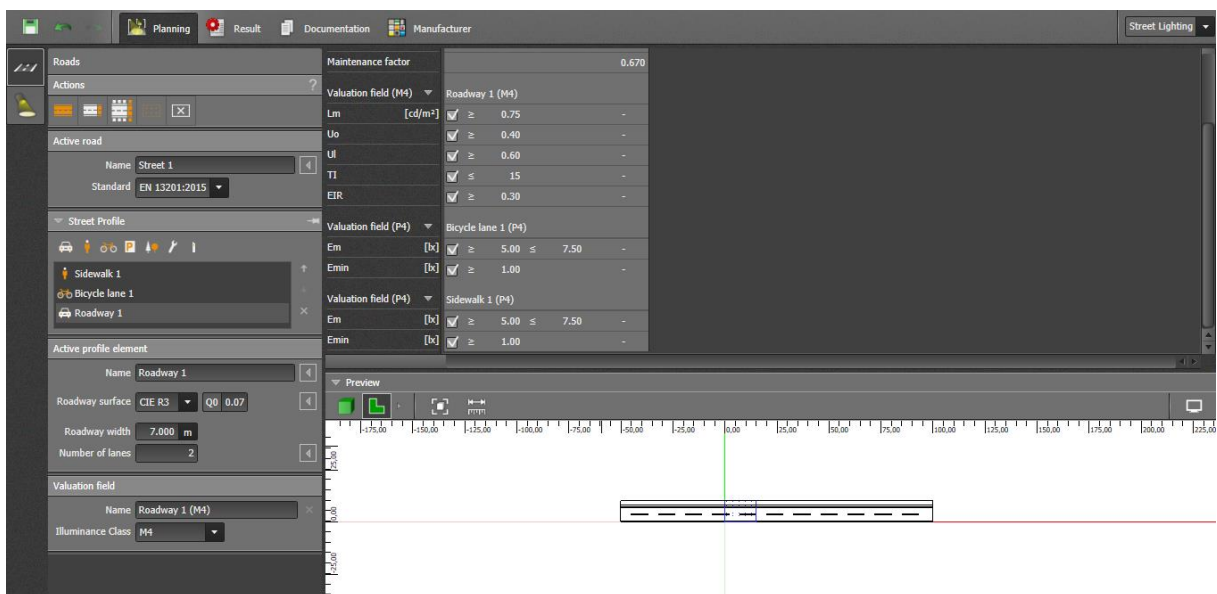 Planning Result Documentation Manufacturer Street Lighting
Roads
Actions ?
Active road
Name Street 1
Standard EN 13201:2015
Street Profile
Sidewalk 1
Bicycle lane 1
Roadway 1
Active profile element
Name Roadway 1
Roadway surface CIE R3 Q0 0.07
Roadway width 7.000 m
Number of lanes 2
Valuation field
Name Roadway 1 (M4)
Illuminance Class M4
Maintenance factor 0.670
Valuation field (M4) Roadway 1 (M4)
Lm [cd/m²] ≥ 0.75 -
Uo ≥ 0.40 -
Ul ≥ 0.60 -
TI ≤ 15 -
EIR ≥ 0.30 -
Valuation field (P4) Bicycle lane 1 (P4)
Em [lx] ≥ 5.00 ≤ 7.50 -
Emin [lx] ≥ 1.00 -
Valuation field (P4) Sidewalk 1 (P4)
Em [lx] ≥ 5.00 ≤ 7.50 -
Emin [lx] ≥ 1.00 -
Preview
-175,00 -150,00 -125,00 -100,00 -75,00 -50,00 -25,00 0,00 25,00 50,00 75,00 100,00 125,00 150,00 175,00 200,00 225,00
25,00
0,00
-25,00